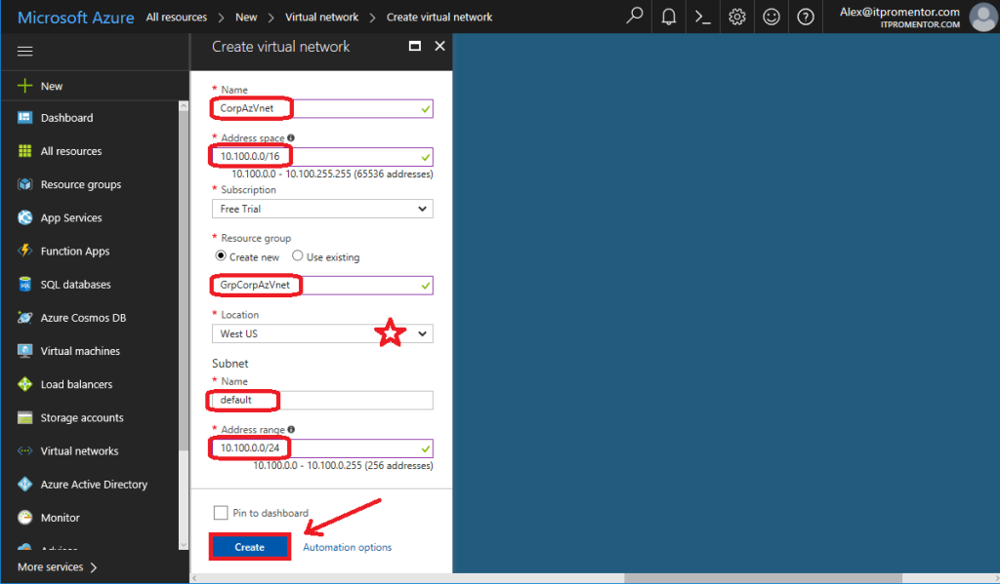 Microsoft Azure All resources > New > Virtual network > Create virtual network
Alex@itpromentor.com
ITPROMENTOR.COM
New
Dashboard
All resources
Resource groups
App Services
Function Apps
SQL databases
Azure Cosmos DB
Virtual machines
Load balancers
Storage accounts
Virtual networks
Azure Active Directory
Monitor
Advisor
More services >
Create virtual network
* Name
CorpAzVnet
* Address space
10.100.0.0/16
10.100.0.0 - 10.100.255.255 (65536 addresses)
* Subscription
Free Trial
* Resource group
Create new Use existing
GrpCorpAzVnet
* Location
West US
Subnet
* Name
default
* Address range
10.100.0.0/24
10.100.0.0 - 10.100.0.255 (256 addresses)
Pin to dashboard
Create Automation options